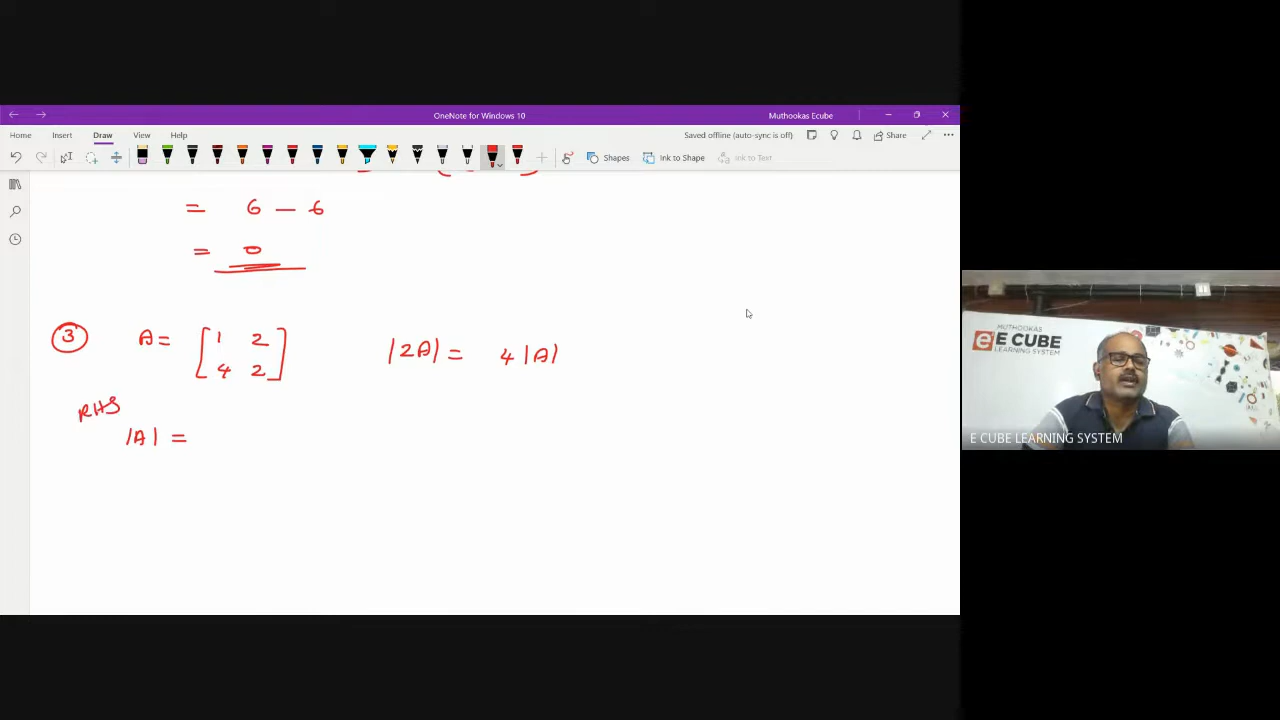 OneNote for Windows 10
Muthookas Ecube
Home Insert Draw View Help
Saved offline (auto-sync is off)
Share
Shapes
Ink to Shape
Ink to Text
= 6 − 6
= 0
③ A = [ 1 2
4 2 ]
|2A| = 4 |A|
RHS
|A| =
MUTHOOKAS
e E CUBE
LEARNING SYSTEM
E CUBE LEARNING SYSTEM